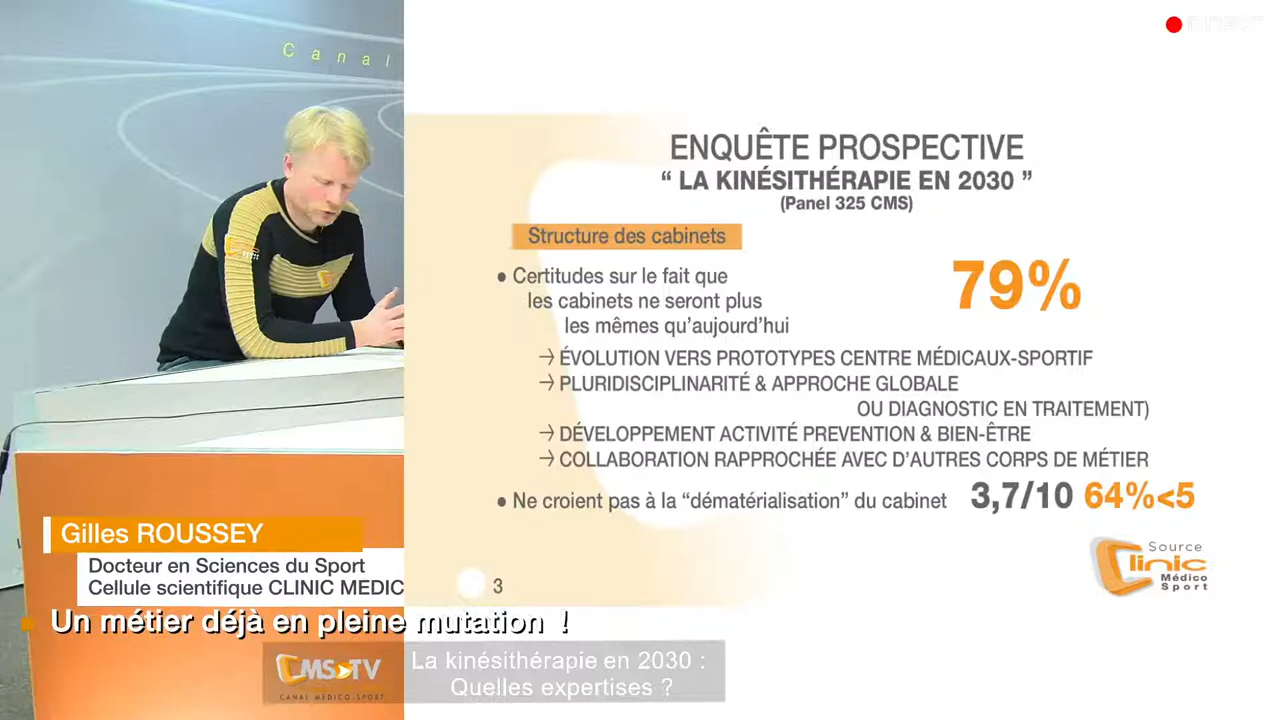 Canal
ENQUÊTE PROSPECTIVE
“ LA KINÉSITHÉRAPIE EN 2030 ”
(Panel 325 CMS)
Structure des cabinets
● Certitudes sur le fait que
les cabinets ne seront plus
les mêmes qu’aujourd’hui
79%
→ ÉVOLUTION VERS PROTOTYPES CENTRE MÉDICAUX-SPORTIF
→ PLURIDISCIPLINARITÉ & APPROCHE GLOBALE
OU DIAGNOSTIC EN TRAITEMENT)
→ DÉVELOPPEMENT ACTIVITÉ PREVENTION & BIEN-ÊTRE
→ COLLABORATION RAPPROCHÉE AVEC D’AUTRES CORPS DE MÉTIER
● Ne croient pas à la “dématérialisation” du cabinet 3,7/10 64%<5
Source
Clinic
Médico
Sport
3
Gilles ROUSSEY
Docteur en Sciences du Sport
Cellule scientifique CLINIC MEDIC
Un métier déjà en pleine mutation !
CMS TV
CANAL MÉDICO-SPORT
La kinésithérapie en 2030 :
Quelles expertises ?